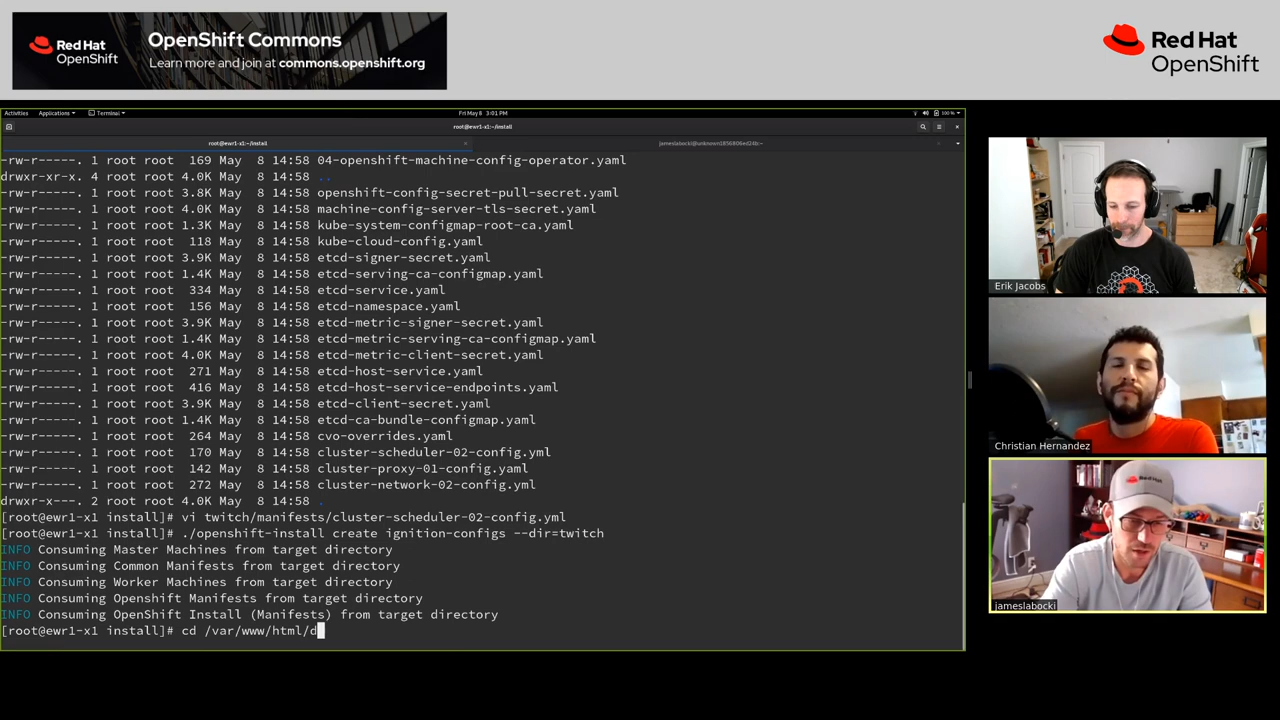 Red Hat
OpenShift
OpenShift Commons
Learn more and join at commons.openshift.org
Red Hat
OpenShift
Activities Applications Terminal Fri May 8 3:01 PM 100 %
root@ewr1-x1:~/install
root@ewr1-x1:~/install
-rw-r-----. 1 root root 169 May 8 14:58 04-openshift-machine-config-operator.yaml
drwxr-xr-x. 4 root root 4.0K May 8 14:58 ..
-rw-r-----. 1 root root 3.8K May 8 14:58 openshift-config-secret-pull-secret.yaml
-rw-r-----. 1 root root 4.0K May 8 14:58 machine-config-server-tls-secret.yaml
-rw-r-----. 1 root root 1.3K May 8 14:58 kube-system-configmap-root-ca.yaml
-rw-r-----. 1 root root 118 May 8 14:58 kube-cloud-config.yaml
-rw-r-----. 1 root root 3.9K May 8 14:58 etcd-signer-secret.yaml
-rw-r-----. 1 root root 1.4K May 8 14:58 etcd-serving-ca-configmap.yaml
-rw-r-----. 1 root root 334 May 8 14:58 etcd-service.yaml
-rw-r-----. 1 root root 156 May 8 14:58 etcd-namespace.yaml
-rw-r-----. 1 root root 3.9K May 8 14:58 etcd-metric-signer-secret.yaml
-rw-r-----. 1 root root 1.4K May 8 14:58 etcd-metric-serving-ca-configmap.yaml
-rw-r-----. 1 root root 4.0K May 8 14:58 etcd-metric-client-secret.yaml
-rw-r-----. 1 root root 271 May 8 14:58 etcd-host-service.yaml
-rw-r-----. 1 root root 416 May 8 14:58 etcd-host-service-endpoints.yaml
-rw-r-----. 1 root root 3.9K May 8 14:58 etcd-client-secret.yaml
-rw-r-----. 1 root root 1.4K May 8 14:58 etcd-ca-bundle-configmap.yaml
-rw-r-----. 1 root root 264 May 8 14:58 cvo-overrides.yaml
-rw-r-----. 1 root root 170 May 8 14:58 cluster-scheduler-02-config.yml
-rw-r-----. 1 root root 142 May 8 14:58 cluster-proxy-01-config.yaml
-rw-r-----. 1 root root 272 May 8 14:58 cluster-network-02-config.yml
drwxr-x---. 2 root root 4.0K May 8 14:58 .
[root@ewr1-x1 install]# vi twitch/manifests/cluster-scheduler-02-config.yml
[root@ewr1-x1 install]# ./openshift-install create ignition-configs --dir=twitch
INFO Consuming Master Machines from target directory
INFO Consuming Common Manifests from target directory
INFO Consuming Worker Machines from target directory
INFO Consuming Openshift Manifests from target directory
INFO Consuming OpenShift Install (Manifests) from target directory
[root@ewr1-x1 install]# cd /var/www/html/d
Erik Jacobs
Christian Hernandez
Red Hat
jameslabocki